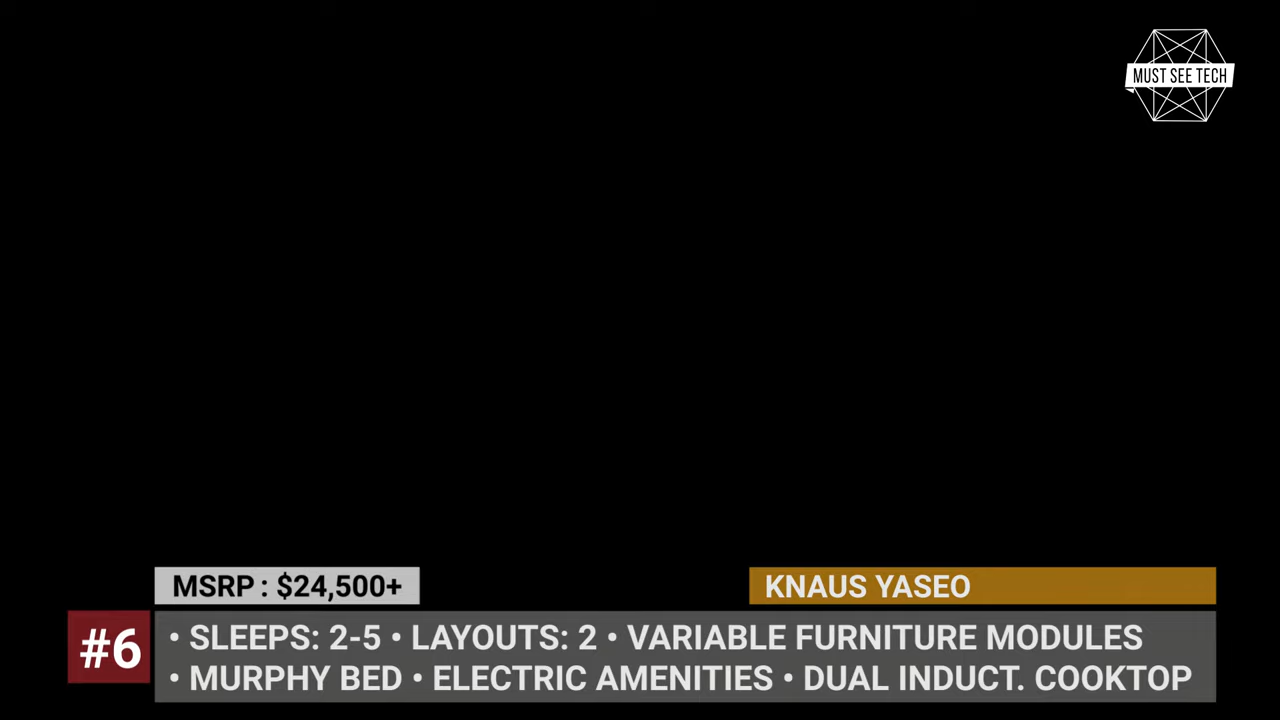 MUST SEE TECH
MSRP : $24,500+
KNAUS YASEO
#6
• SLEEPS: 2-5 • LAYOUTS: 2 • VARIABLE FURNITURE MODULES
• MURPHY BED • ELECTRIC AMENITIES • DUAL INDUCT. COOKTOP